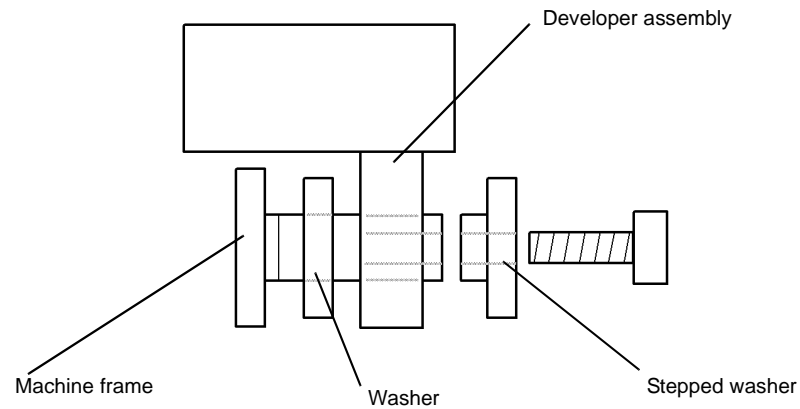 Developer assembly
Machine frame
Washer
Stepped washer